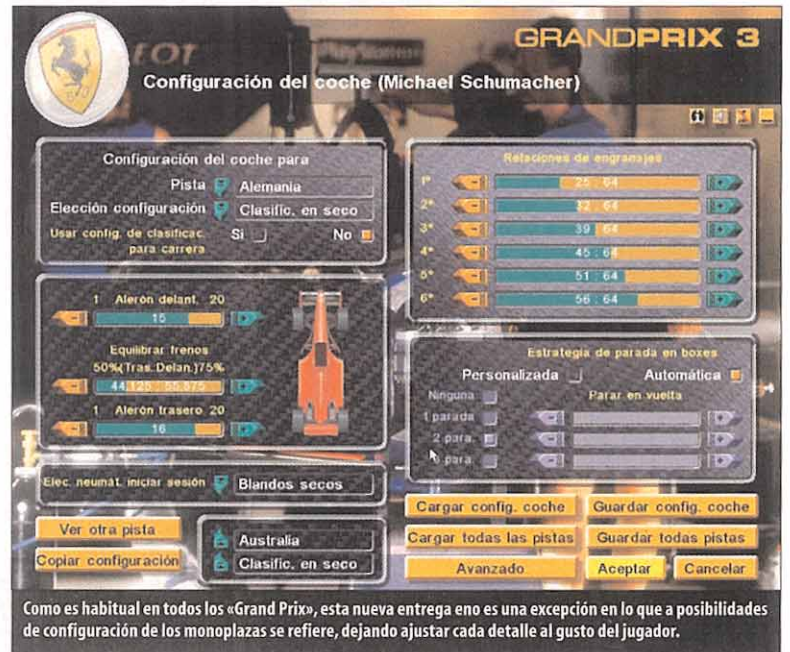 GRANDPRIX 3
Configuración del coche (Michael Schumacher)
Configuración del coche para
Pista Alemania
Elección configuración Clasific. en seco
Usar config. de clasificac. para carrera Si No
1 Alerón delant. 20
15
Equilibrar frenos
50%(Tras.Delan.)75%
44.125 : 55.875
1 Alerón trasero 20
16
Elec. neumát. iniciar sesión Blandos secos
Ver otra pista
Copiar configuración
Australia
Clasific. en seco
Relaciones de engranajes
1ª 25 : 64
2ª 32 : 64
3ª 39 : 64
4ª 45 : 64
5ª 51 : 64
6ª 56 : 64
Estrategia de parada en boxes
Personalizada Automática
Ninguna Parar en vuelta
1 parada
2 para.
para.
Cargar config. coche Guardar config. coche
Cargar todas las pistas Guardar todas pistas
Avanzado Aceptar Cancelar
Como es habitual en todos los «Grand Prix», esta nueva entrega eno es una excepción en lo que a posibilidades
de configuración de los monoplazas se refiere, dejando ajustar cada detalle al gusto del jugador.